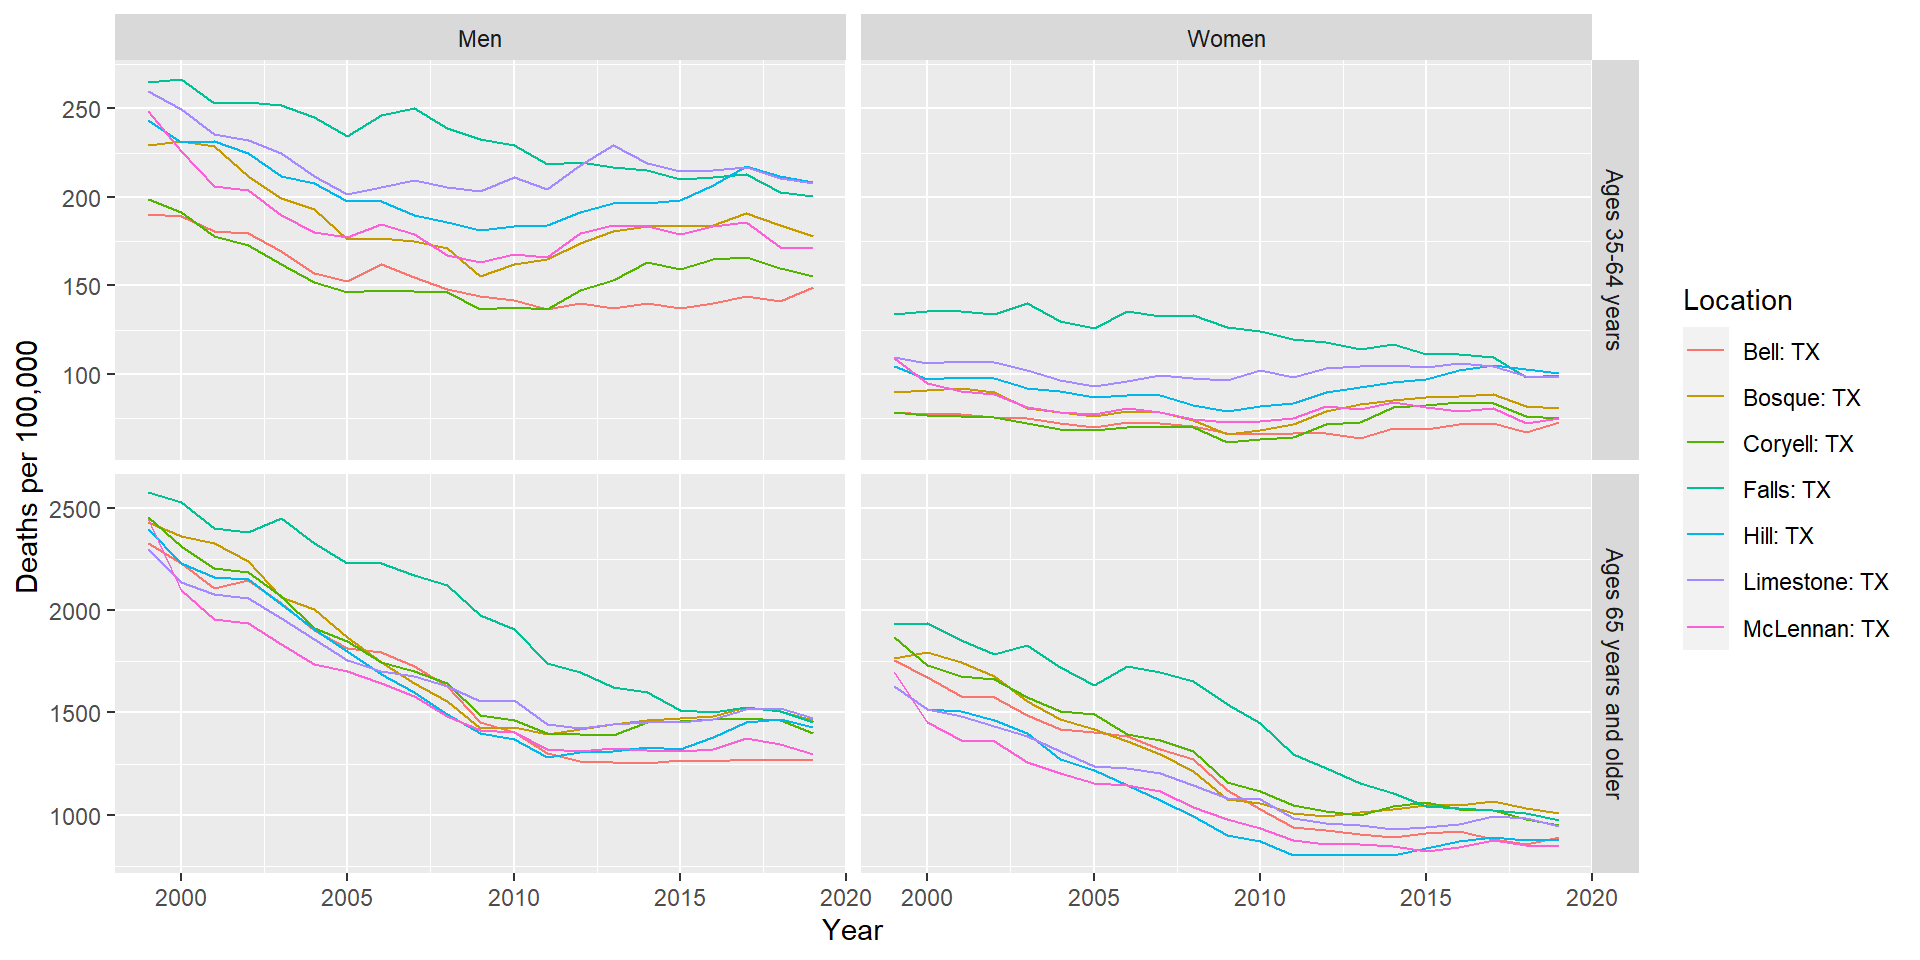 Men
Women
250
200
150
100
Ages 35-64 years
2500
2000
1500
1000
Ages 65 years and older
Deaths per 100,000
2000
2005
2010
2015
2020
2000
2005
2010
2015
2020
Year
Location
Bell: TX
Bosque: TX
Coryell: TX
Falls: TX
Hill: TX
Limestone: TX
McLennan: TX